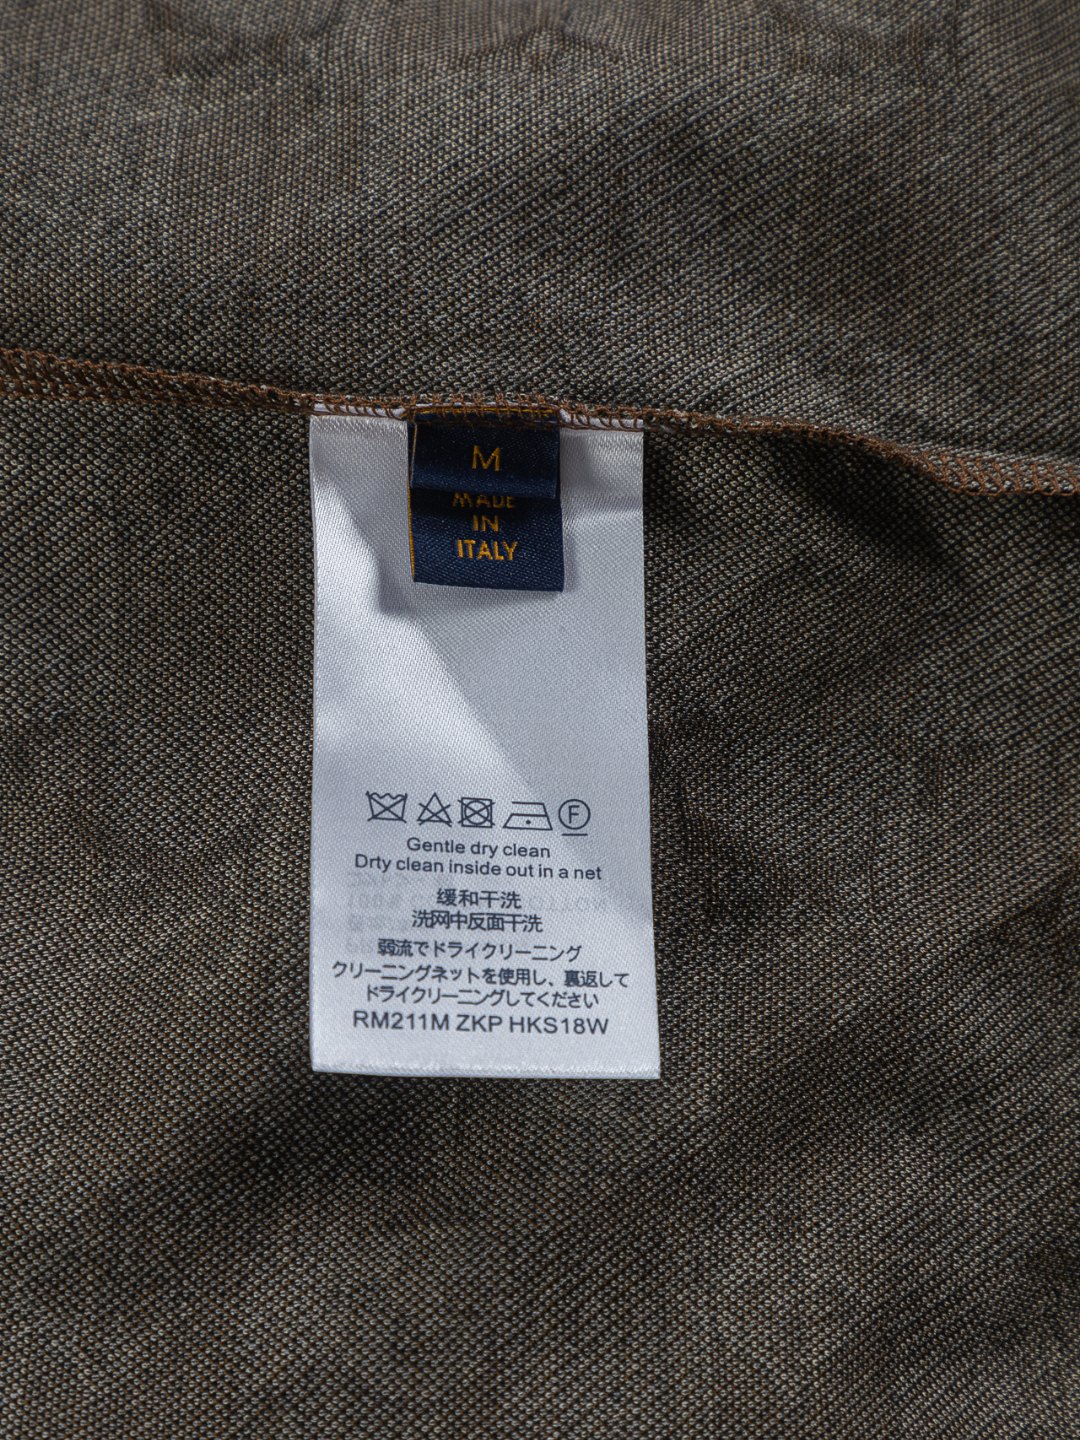 M
MADE
IN
ITALY
F
Gentle dry clean
Drty clean inside out in a net
缓和干洗
洗网中反面干洗
弱流でドライクリーニング
クリーニングネットを使用し、裏返して
ドライクリーニングしてください
RM211M ZKP HKS18W